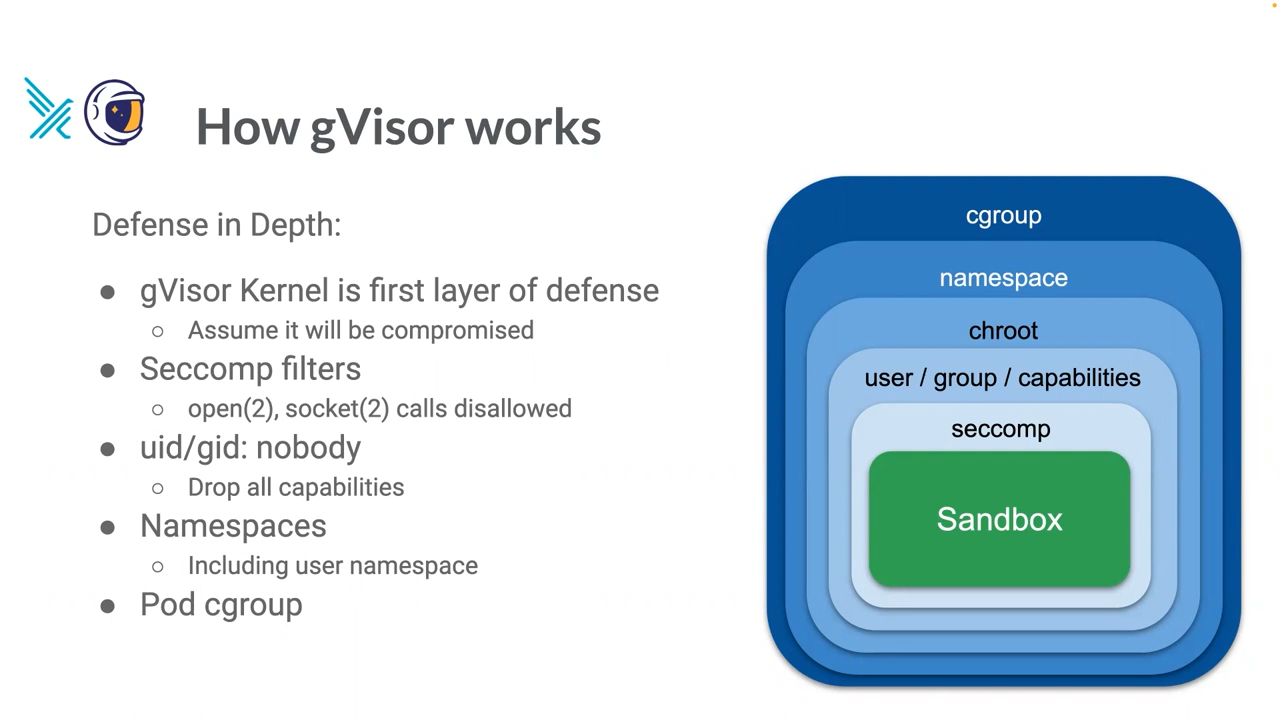 How gVisor works
Defense in Depth:
● gVisor Kernel is first layer of defense
○ Assume it will be compromised
● Seccomp filters
○ open(2), socket(2) calls disallowed
● uid/gid: nobody
○ Drop all capabilities
● Namespaces
○ Including user namespace
● Pod cgroup
cgroup
namespace
chroot
user / group / capabilities
seccomp
Sandbox